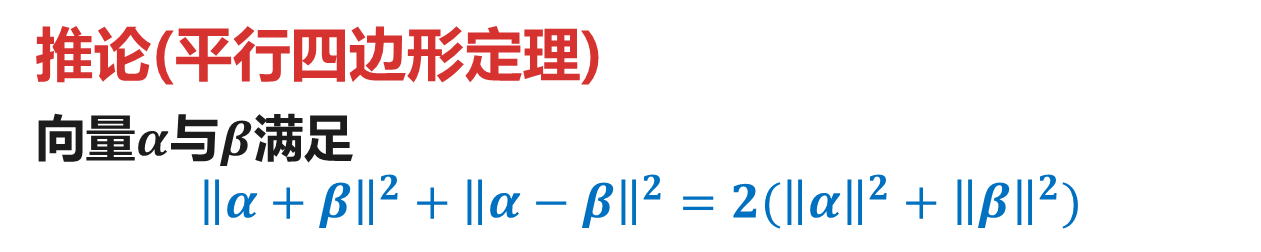 推论(平行四边形定理)
向量α与β满足
‖α + β‖² + ‖α − β‖² = 2(‖α‖² + ‖β‖²)